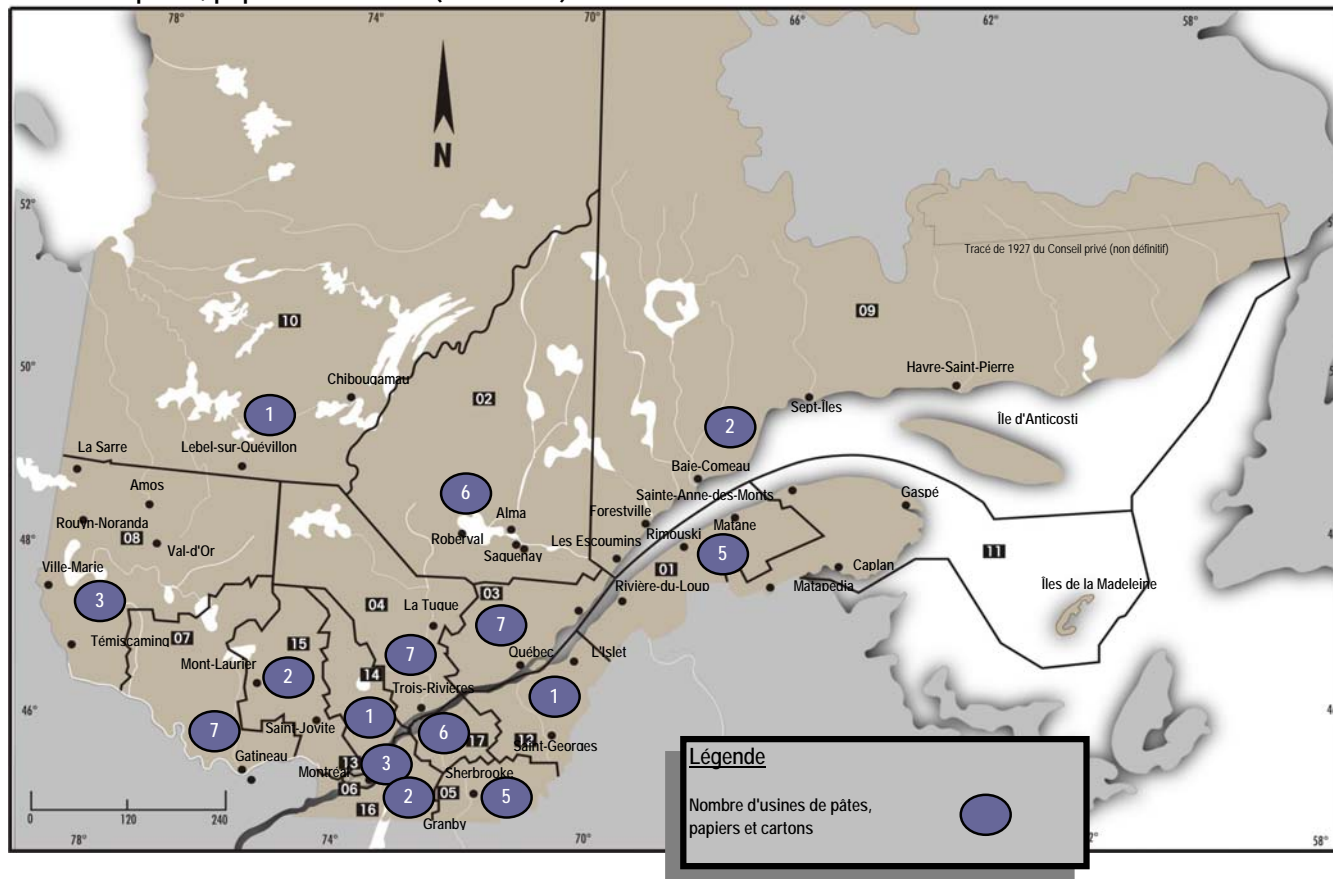 78° 74° 70° 66° 62° 58°
N
52°
Tracé de 1927 du Conseil privé (non définitif)
10
09
50°
Chibougamau
Havre-Saint-Pierre
02
Sept-Îles
1
2
Île d'Anticosti
La Sarre
Lebel-sur-Quévillon
Baie-Comeau
6
Sainte-Anne-des-Monts
Amos
Alma
Forestville
Gaspé
Rouyn-Noranda
Roberval
Matane
48°
08
Val-d'Or
Saguenay
Les Escoumins
Rimouski
5
11
Ville-Marie
01
Caplan
Rivière-du-Loup
Matapédia
Îles de la Madeleine
3
04
03
La Tuque
7
Témiscaming
07
15
7
Québec
L'Islet
Mont-Laurier
2
14
1
46°
Trois-Rivières
7
Saint-Jovite
1
6
17
12
Saint-Georges
Gatineau
13
3
Montréal
Sherbrooke
06
2
05
5
16
Granby
0 120 240
78° 74° 70° 58°
Légende
Nombre d'usines de pâtes,
papiers et cartons